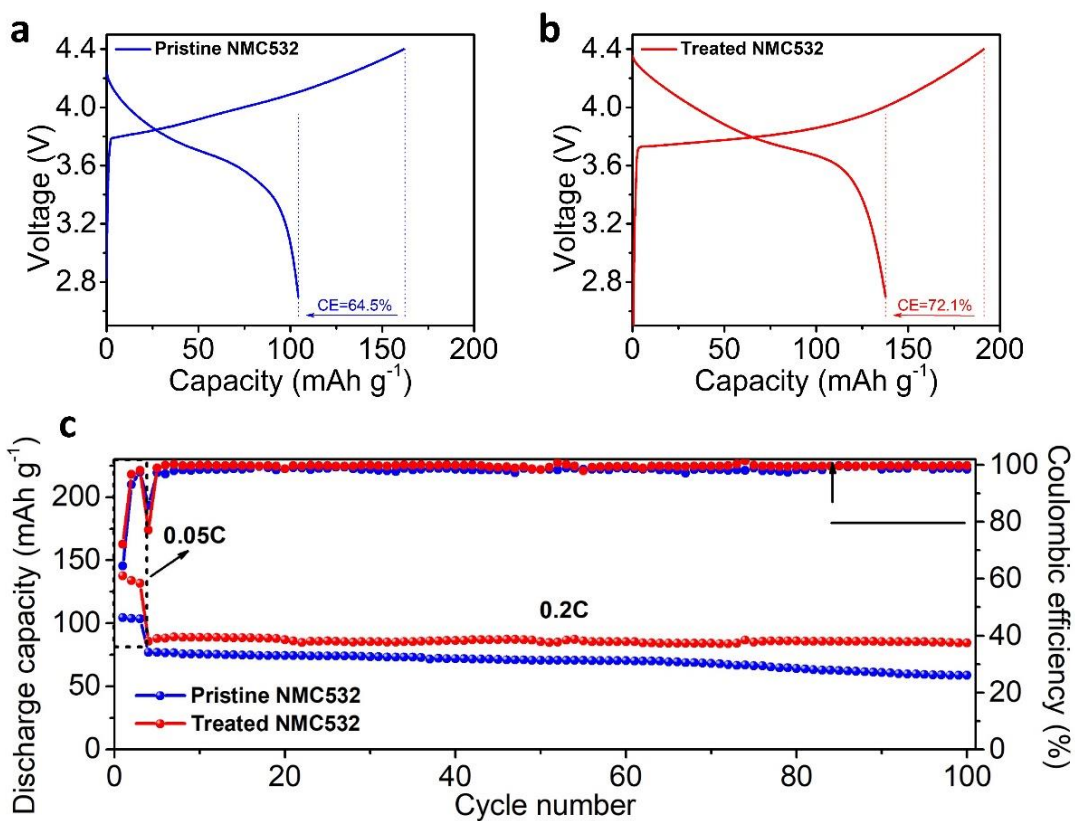 a
Pristine NMC532
4.4
4.0
3.6
3.2
2.8
Voltage (V)
CE=64.5%
0 50 100 150 200
Capacity (mAh g⁻¹)
b
Treated NMC532
4.4
4.0
3.6
3.2
2.8
Voltage (V)
CE=72.1%
0 50 100 150 200
Capacity (mAh g⁻¹)
c
Discharge capacity (mAh g⁻¹)
200
150
100
50
0
0.05C
0.2C
Pristine NMC532
Treated NMC532
100
80
60
40
20
0
Coulombic efficiency (%)
0 20 40 60 80 100
Cycle number